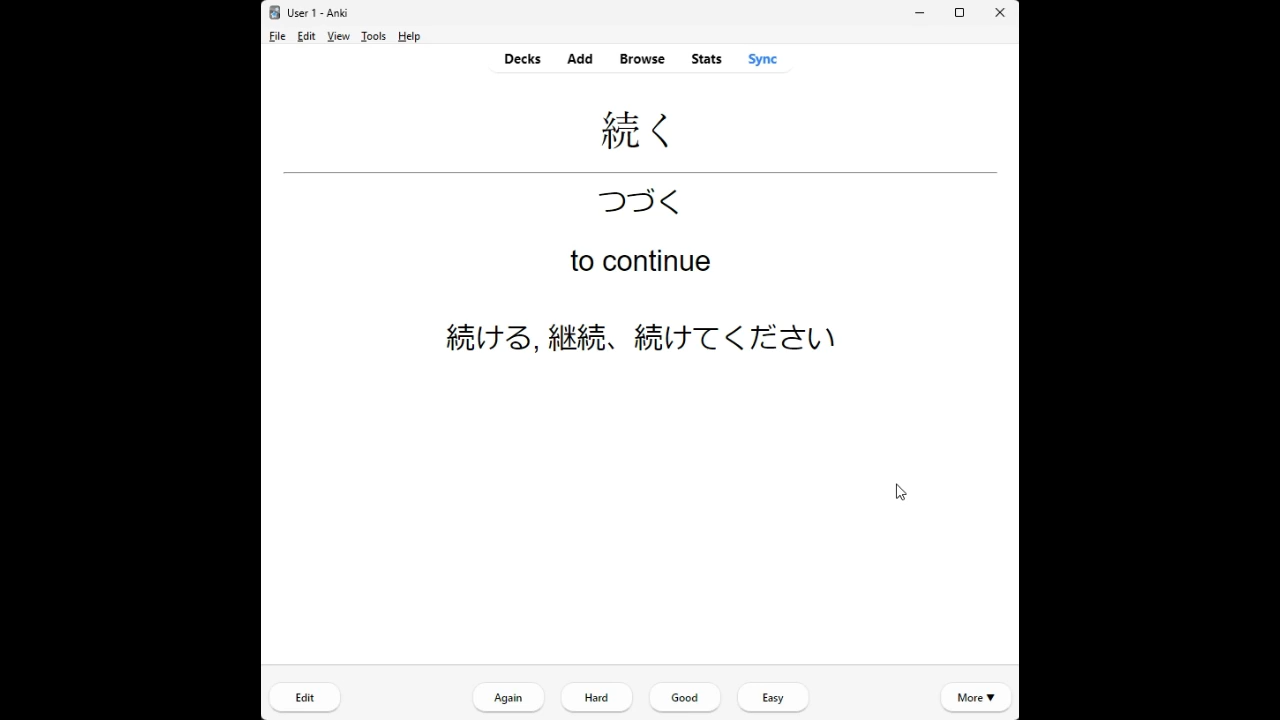 User 1 - Anki
File Edit View Tools Help
Decks Add Browse Stats Sync
続く
つづく
to continue
続ける, 継続、続けてください
Edit Again Hard Good Easy More ▼